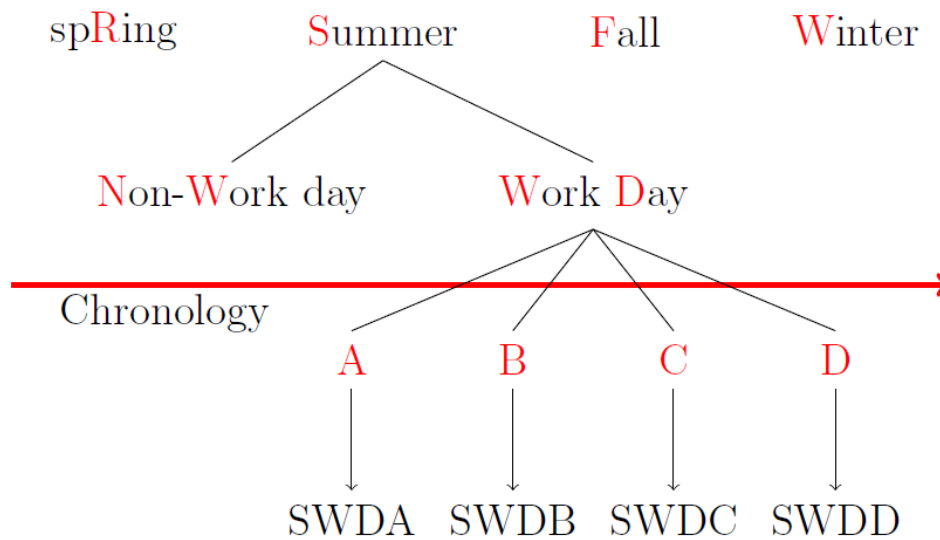 spRing Summer Fall Winter
Non-Work day Work Day
Chronology
A B C D
SWDA SWDB SWDC SWDD